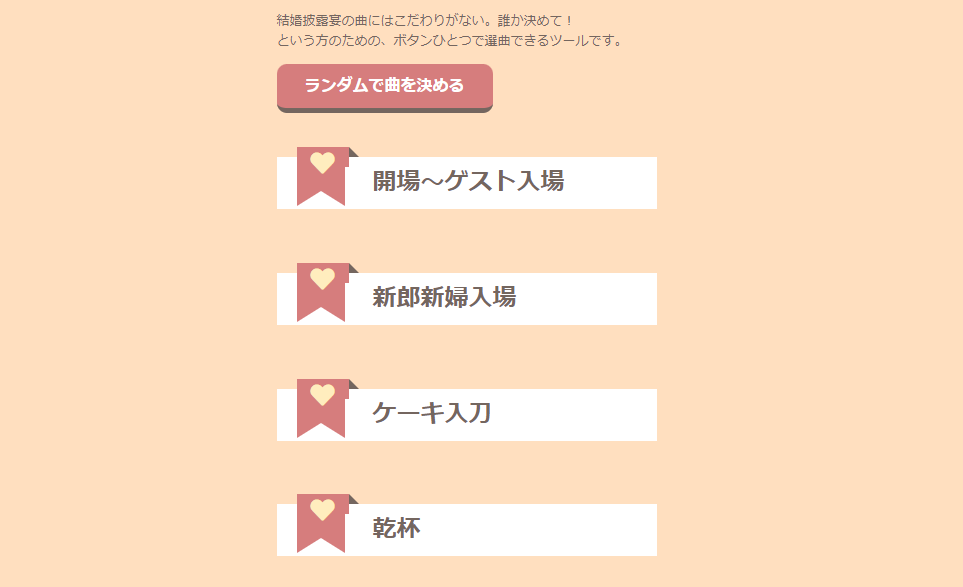 結婚披露宴の曲にはこだわりがない。誰か決めて！
という方のための、ボタンひとつで選曲できるツールです。
ランダムで曲を決める
開場～ゲスト入場
新郎新婦入場
ケーキ入刀
乾杯